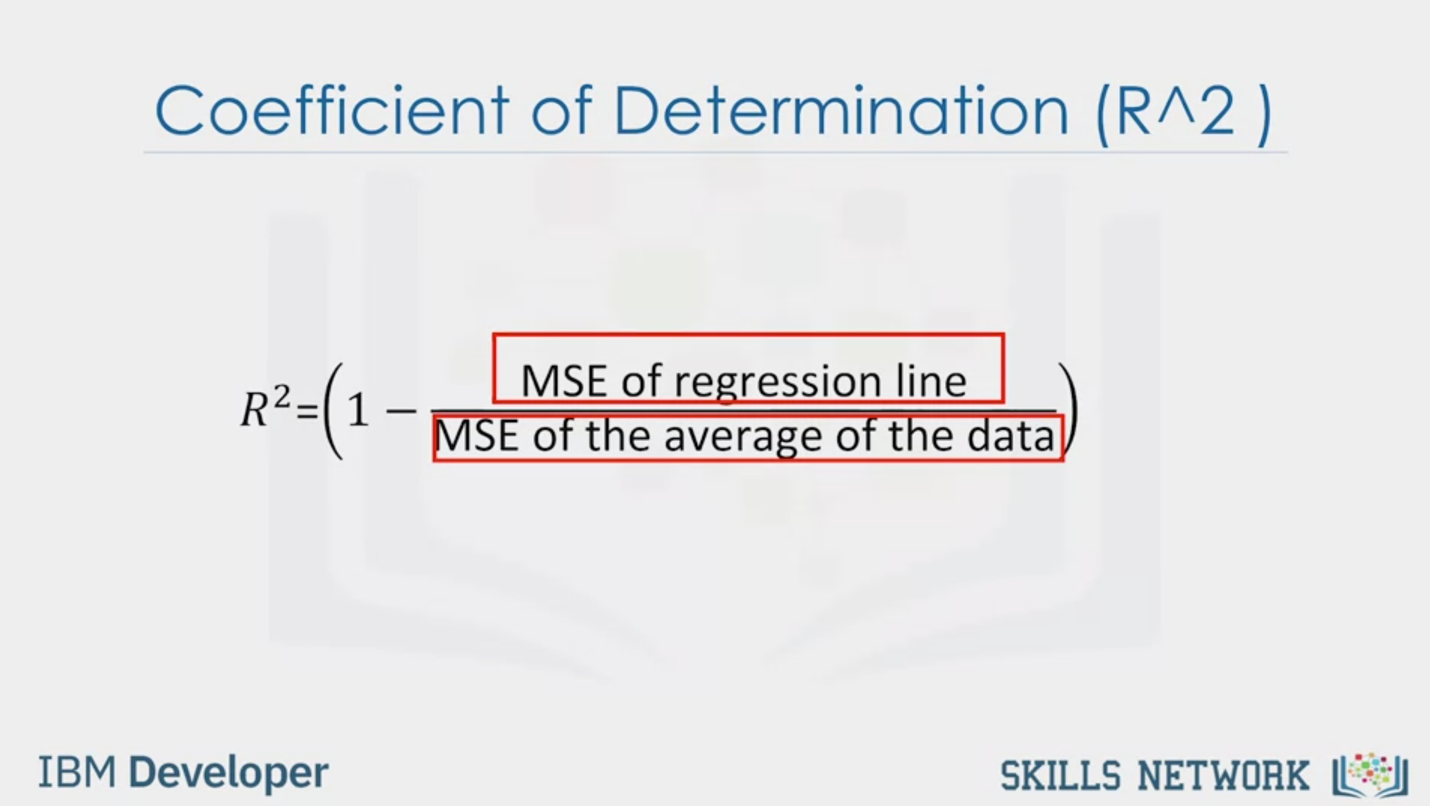 Coefficient of Determination (R^2 )
MSE of regression line
R²=(1 −
MSE of the average of the data)
IBM Developer
SKILLS NETWORK